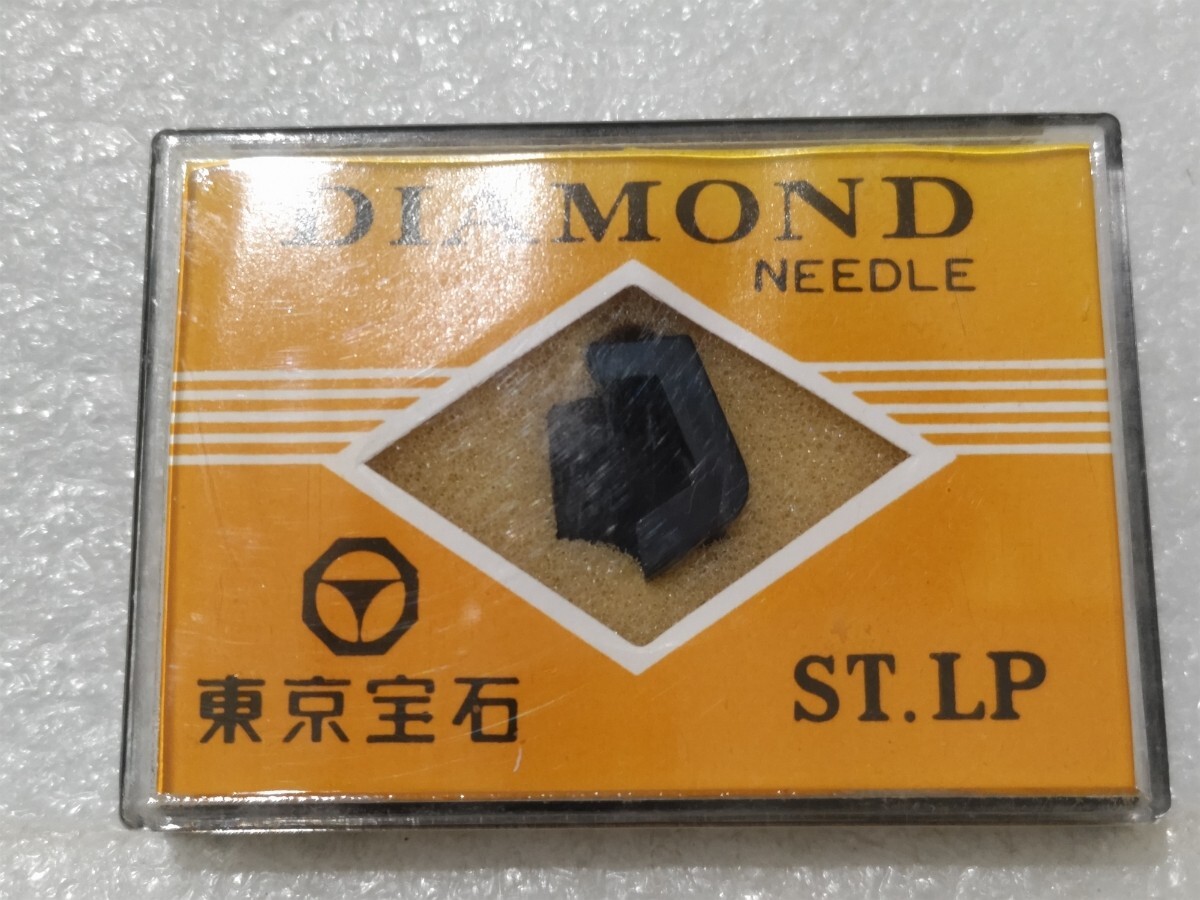 DIAMOND
NEEDLE
東京宝石
ST.LP